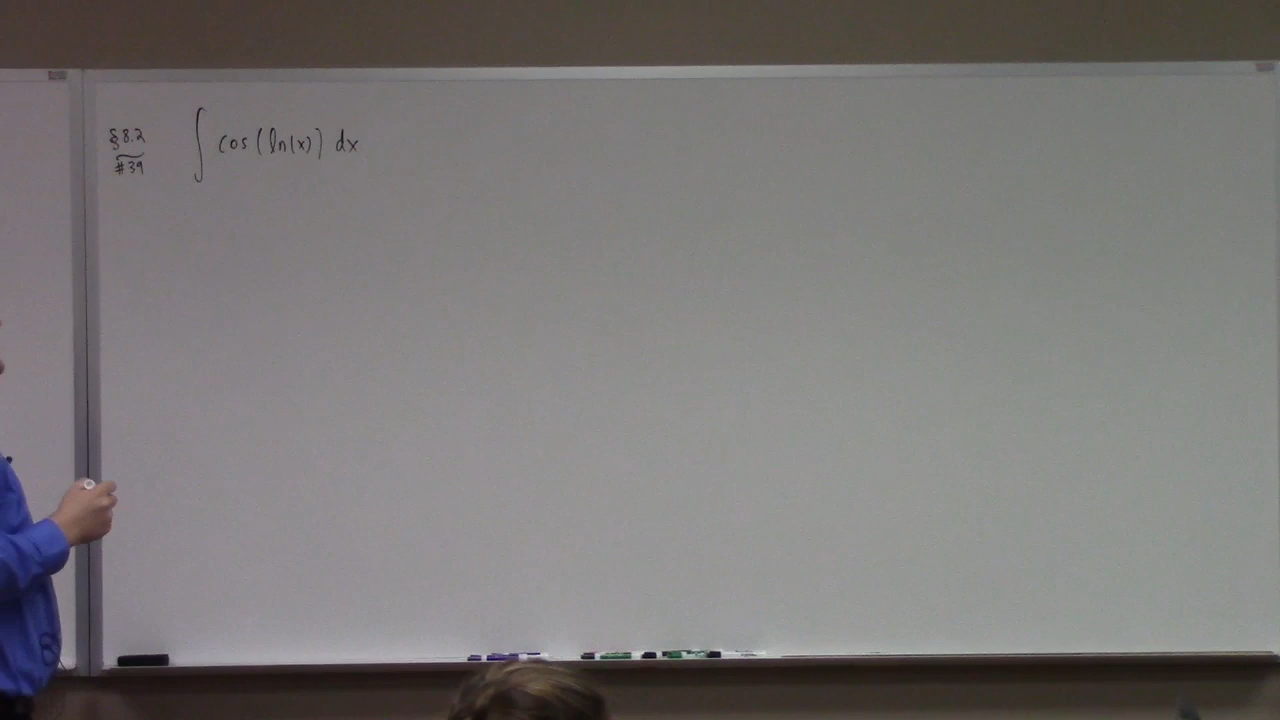 §8.2 ∫ cos(ln(x)) dx
#39